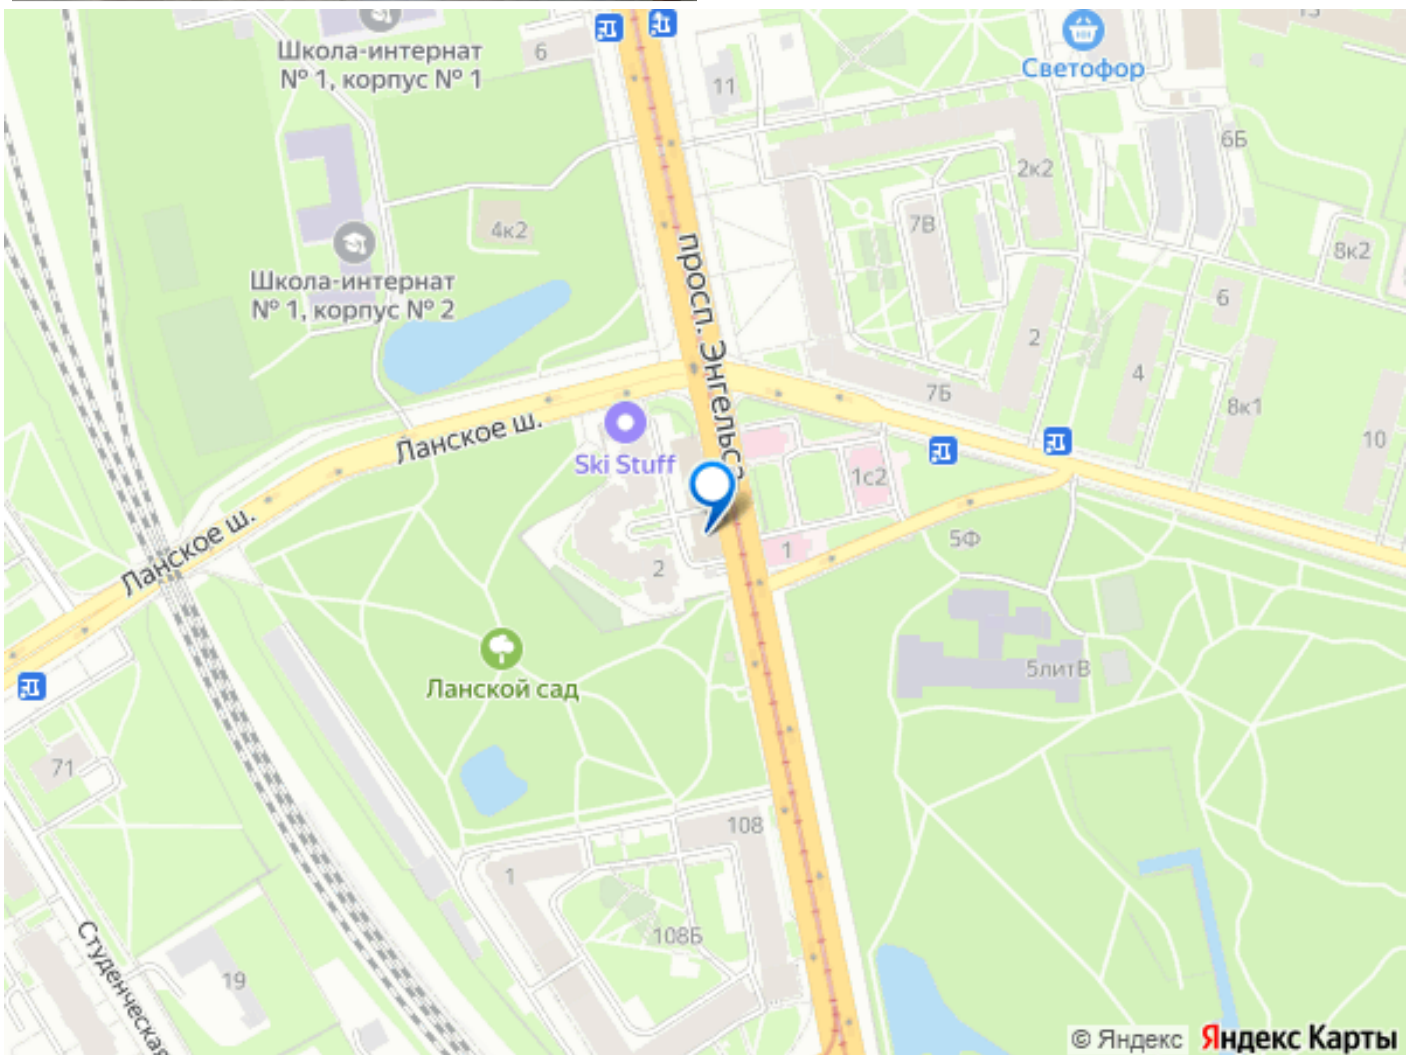 Школа-интернат
№ 1, корпус № 1
6
11
Светофор
13
6Б
2к2
7В
4к2
8к2
Школа-интернат
№ 1, корпус № 2
просп. Энгельса
6
2
4
7Б
8к1
10
Ланское ш.
Ski Stuff
1с2
Ланское ш.
5Ф
1
2
5литВ
Ланской сад
71
108
1
108Б
19
Студенческая
© Яндекс Яндекс Карты